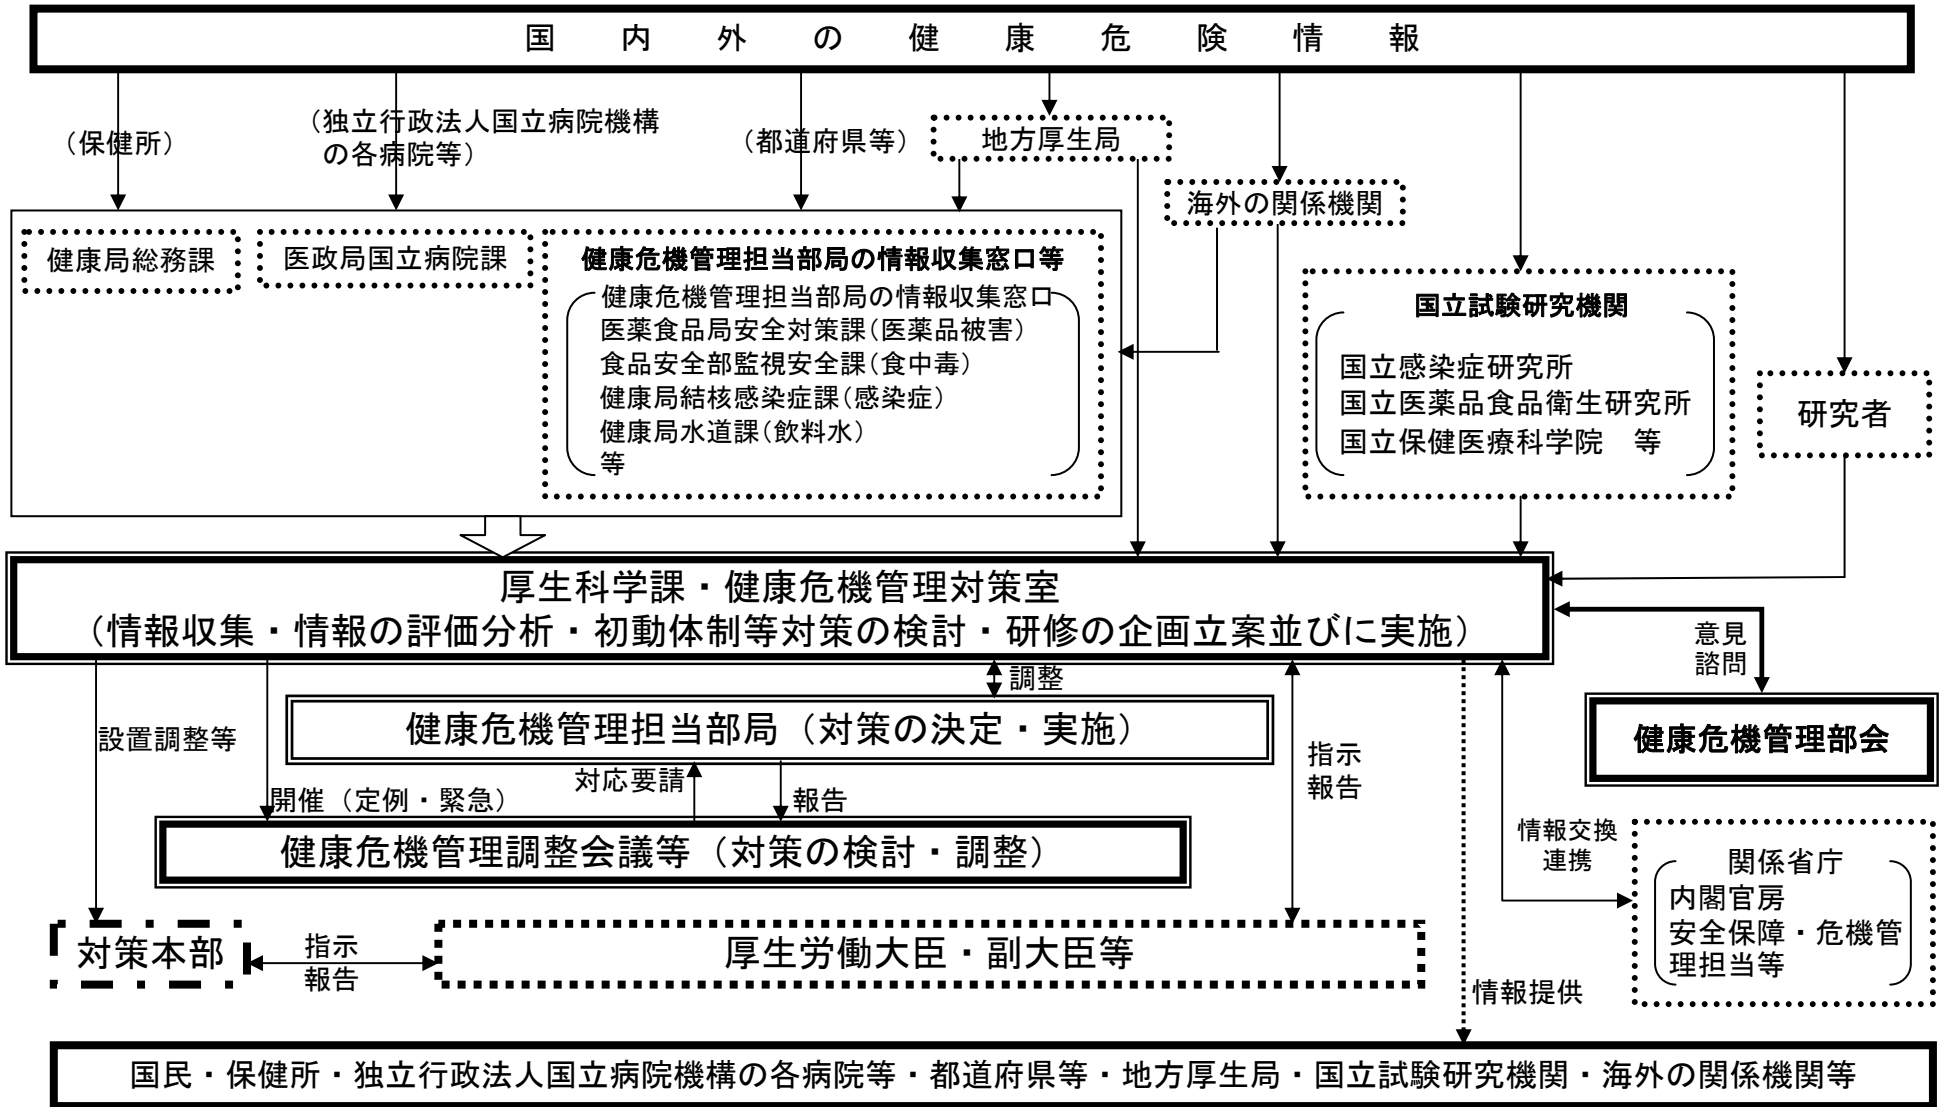 国内外の健康危険情報
（保健所）
（独立行政法人国立病院機構
の各病院等）
（都道府県等）
地方厚生局
海外の関係機関
健康局総務課
医政局国立病院課
健康危機管理担当部局の情報収集窓口等
健康危機管理担当部局の情報収集窓口
医薬食品局安全対策課（医薬品被害）
食品安全部監視安全課（食中毒）
健康局結核感染症課（感染症）
健康局水道課（飲料水）
等
国立試験研究機関
国立感染症研究所
国立医薬品食品衛生研究所
国立保健医療科学院　等
研究者
厚生科学課・健康危機管理対策室
（情報収集・情報の評価分析・初動体制等対策の検討・研修の企画立案並びに実施）
意見
諮問
調整
健康危機管理担当部局（対策の決定・実施）
設置調整等
健康危機管理部会
指示
報告
対応要請
開催（定例・緊急）
報告
健康危機管理調整会議等（対策の検討・調整）
情報交換
連携
関係省庁
内閣官房
安全保障・危機管
理担当等
対策本部
指示
報告
厚生労働大臣・副大臣等
情報提供
国民・保健所・独立行政法人国立病院機構の各病院等・都道府県等・地方厚生局・国立試験研究機関・海外の関係機関等